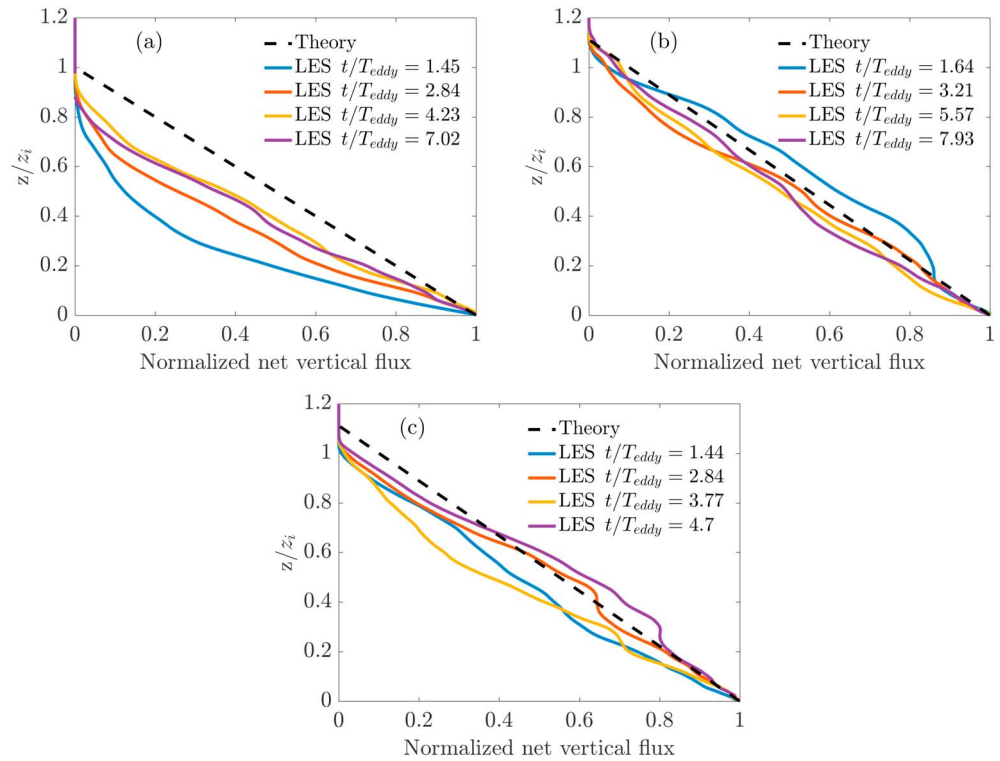 (a)
Theory
LES t/T_eddy = 1.45
LES t/T_eddy = 2.84
LES t/T_eddy = 4.23
LES t/T_eddy = 7.02
1.2
1
0.8
0.6
0.4
0.2
0
z/z_i
0 0.2 0.4 0.6 0.8 1
Normalized net vertical flux
(b)
Theory
LES t/T_eddy = 1.64
LES t/T_eddy = 3.21
LES t/T_eddy = 5.57
LES t/T_eddy = 7.93
1.2
1
0.8
0.6
0.4
0.2
0
z/z_i
0 0.2 0.4 0.6 0.8 1
Normalized net vertical flux
(c)
Theory
LES t/T_eddy = 1.44
LES t/T_eddy = 2.84
LES t/T_eddy = 3.77
LES t/T_eddy = 4.7
1.2
1
0.8
0.6
0.4
0.2
0
z/z_i
0 0.2 0.4 0.6 0.8 1
Normalized net vertical flux